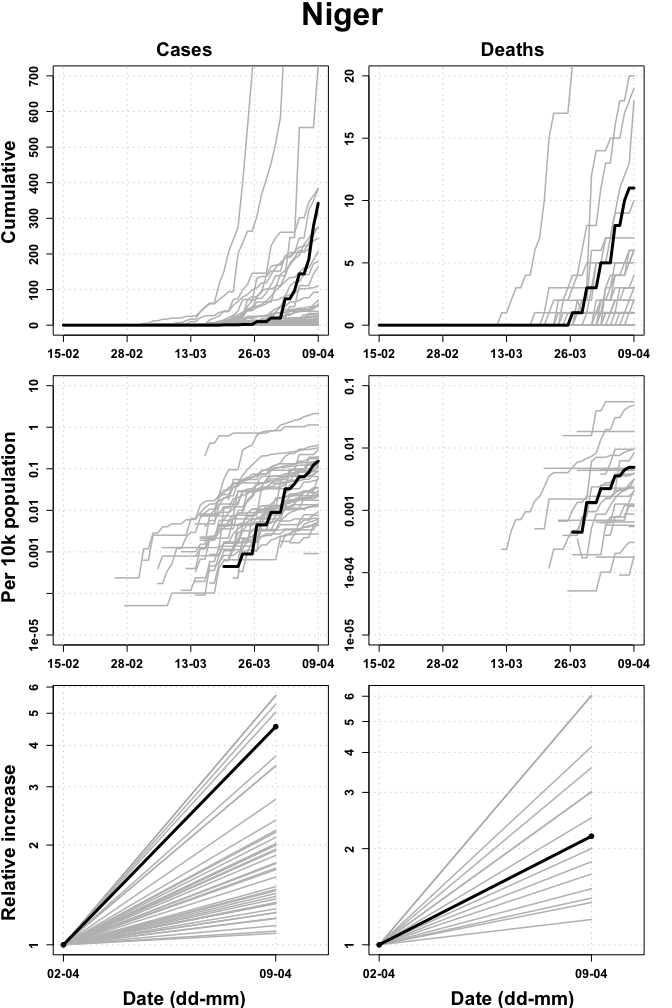 Niger
Cases
Deaths
Cumulative
700
600
500
400
300
200
100
0
15-02 28-02 13-03 26-03 09-04
20
15
10
5
0
15-02 28-02 13-03 26-03 09-04
Per 10k population
10
1
0.1
0.01
0.001
1e-05
15-02 28-02 13-03 26-03 09-04
0.1
0.01
0.001
1e-04
1e-05
15-02 28-02 13-03 26-03 09-04
Relative increase
6
5
4
3
2
1
02-04 09-04
Date (dd-mm)
6
5
4
3
2
1
02-04 09-04
Date (dd-mm)